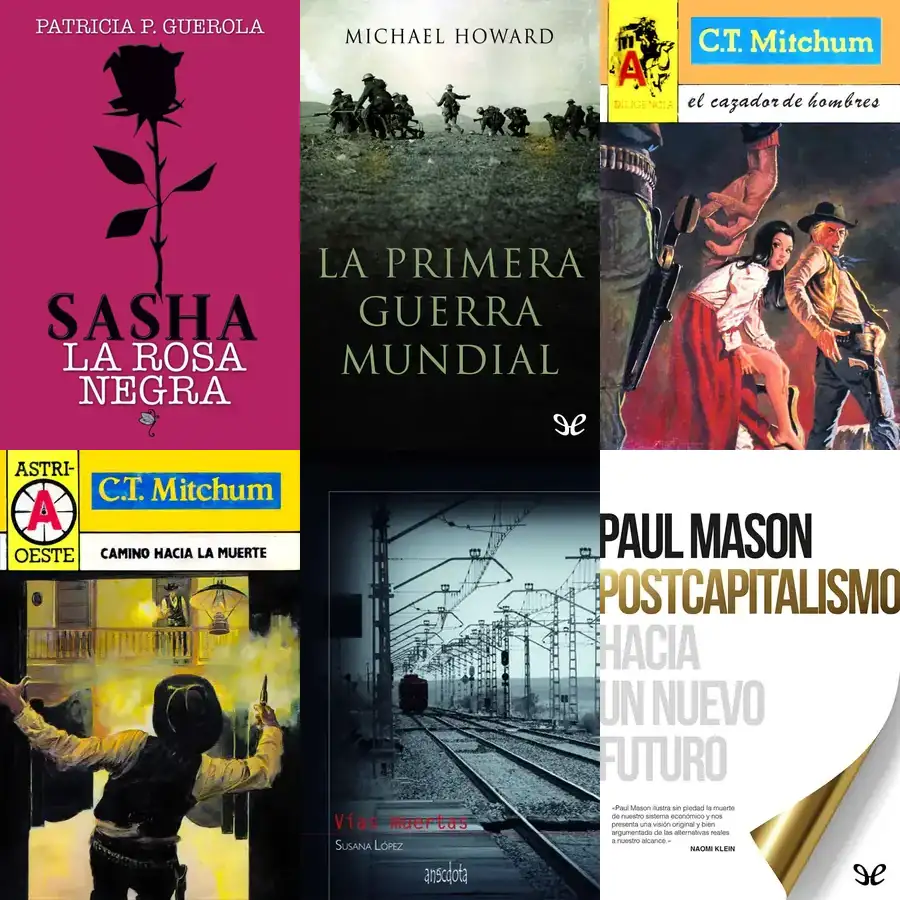 PATRICIA P. GUEROLA
SASHA
LA ROSA
NEGRA
MICHAEL HOWARD
LA PRIMERA
GUERRA
MUNDIAL
A
DILIGENCIA
C.T. Mitchum
el cazador de hombres
ASTRI-
A
OESTE
C.T. Mitchum
CAMINO HACIA LA MUERTE
Vías muertas
SUSANA LÓPEZ
anecdota
PAUL MASON
POSTCAPITALISMO
HACIA
UN NUEVO
FUTURO
«Paul Mason ilustra sin piedad la muerte
de nuestro sistema económico y nos
presenta una visión original y bien
argumentada de las alternativas reales
a nuestro alcance.»
NAOMI KLEIN